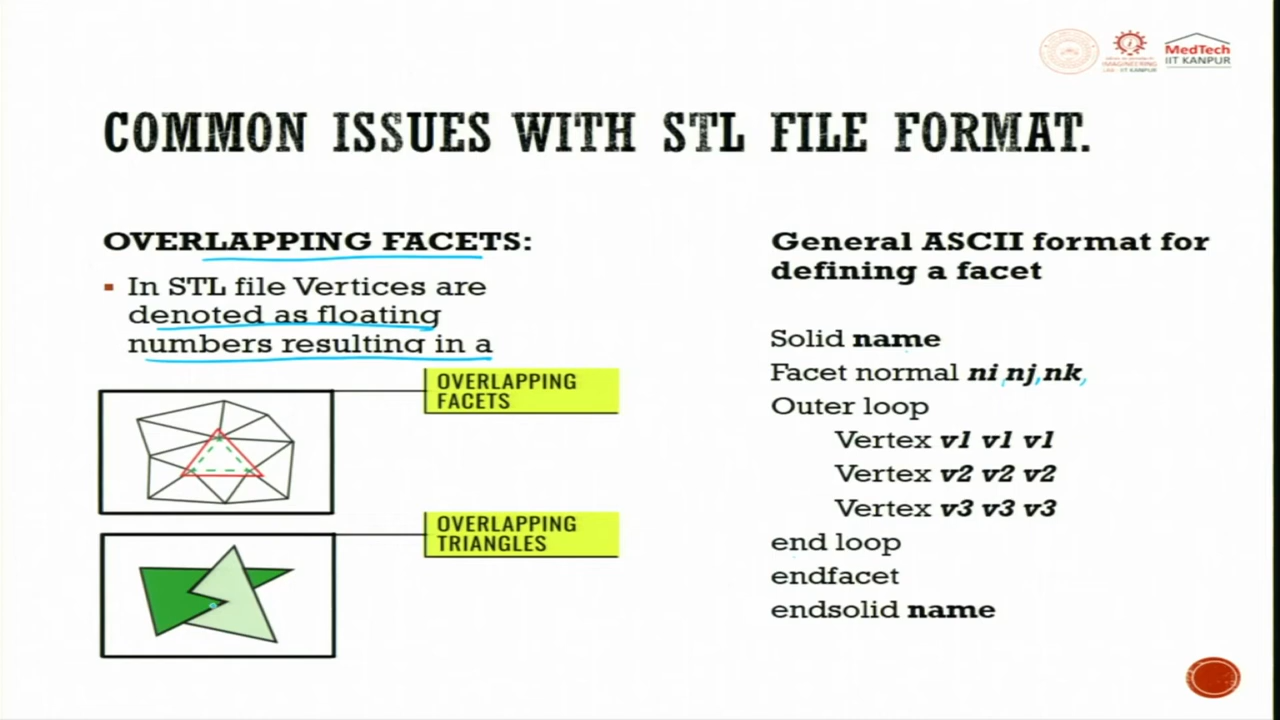 MedTech
IIT KANPUR
COMMON ISSUES WITH STL FILE FORMAT.
OVERLAPPING FACETS:
In STL file Vertices are
denoted as floating
numbers resulting in a
OVERLAPPING
FACETS
OVERLAPPING
TRIANGLES
General ASCII format for
defining a facet
Solid name
Facet normal ni nj nk
Outer loop
Vertex v1 v1 v1
Vertex v2 v2 v2
Vertex v3 v3 v3
end loop
endfacet
endsolid name